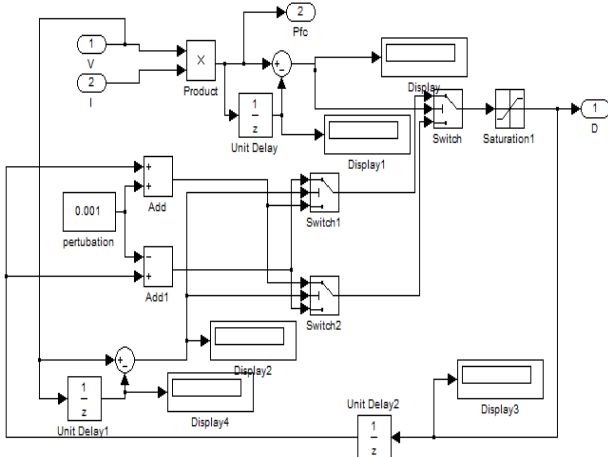 2
Pfc
1
V
2
I
X
Product
+
-
Display
1
z
Unit Delay
Display1
Switch
Saturation1
1
D
+
+
Add
0.001
pertubation
-
+
Add1
Switch1
Switch2
+
-
Display2
1
z
Unit Delay1
Display4
Unit Delay2
1
z
Display3